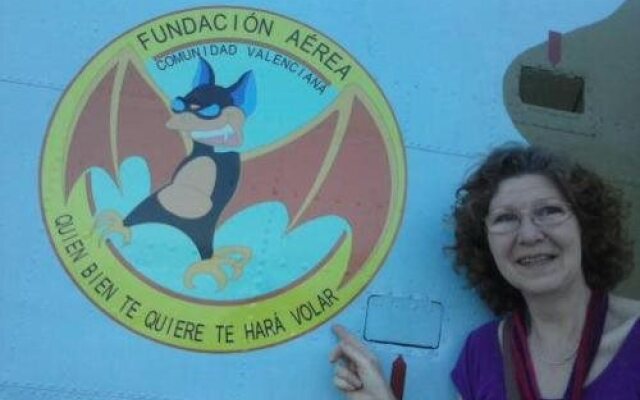 FUNDACIÓN AÉREA
COMUNIDAD VALENCIANA
QUIEN BIEN TE QUIERE TE HARÁ VOLAR